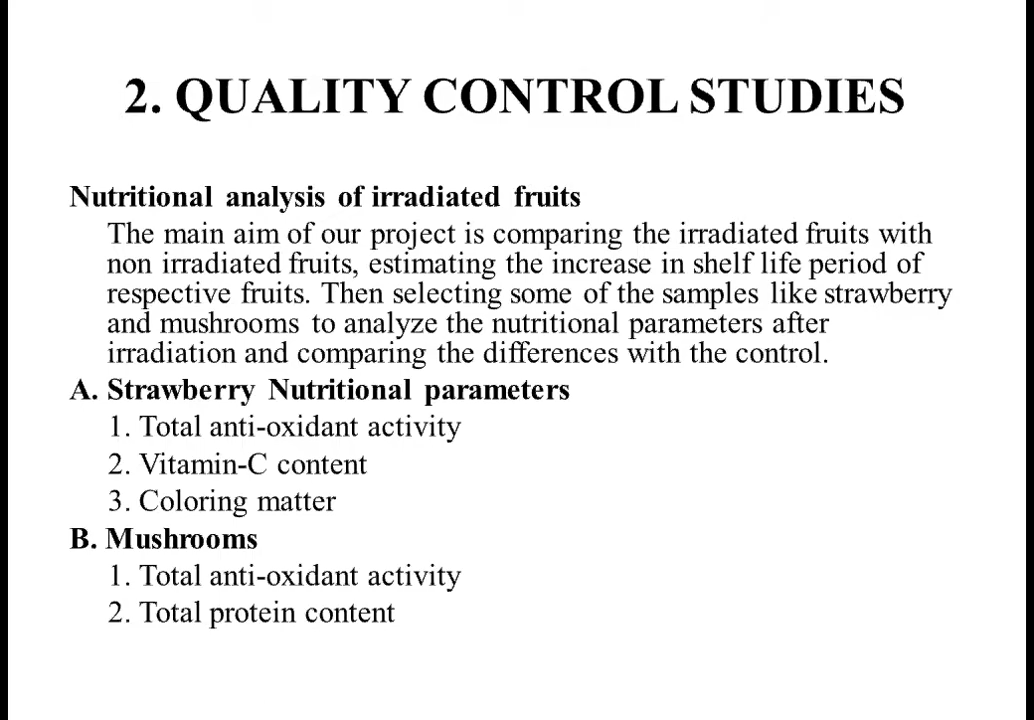 2. QUALITY CONTROL STUDIES
Nutritional analysis of irradiated fruits
The main aim of our project is comparing the irradiated fruits with
non irradiated fruits, estimating the increase in shelf life period of
respective fruits. Then selecting some of the samples like strawberry
and mushrooms to analyze the nutritional parameters after
irradiation and comparing the differences with the control.
A. Strawberry Nutritional parameters
1. Total anti-oxidant activity
2. Vitamin-C content
3. Coloring matter
B. Mushrooms
1. Total anti-oxidant activity
2. Total protein content